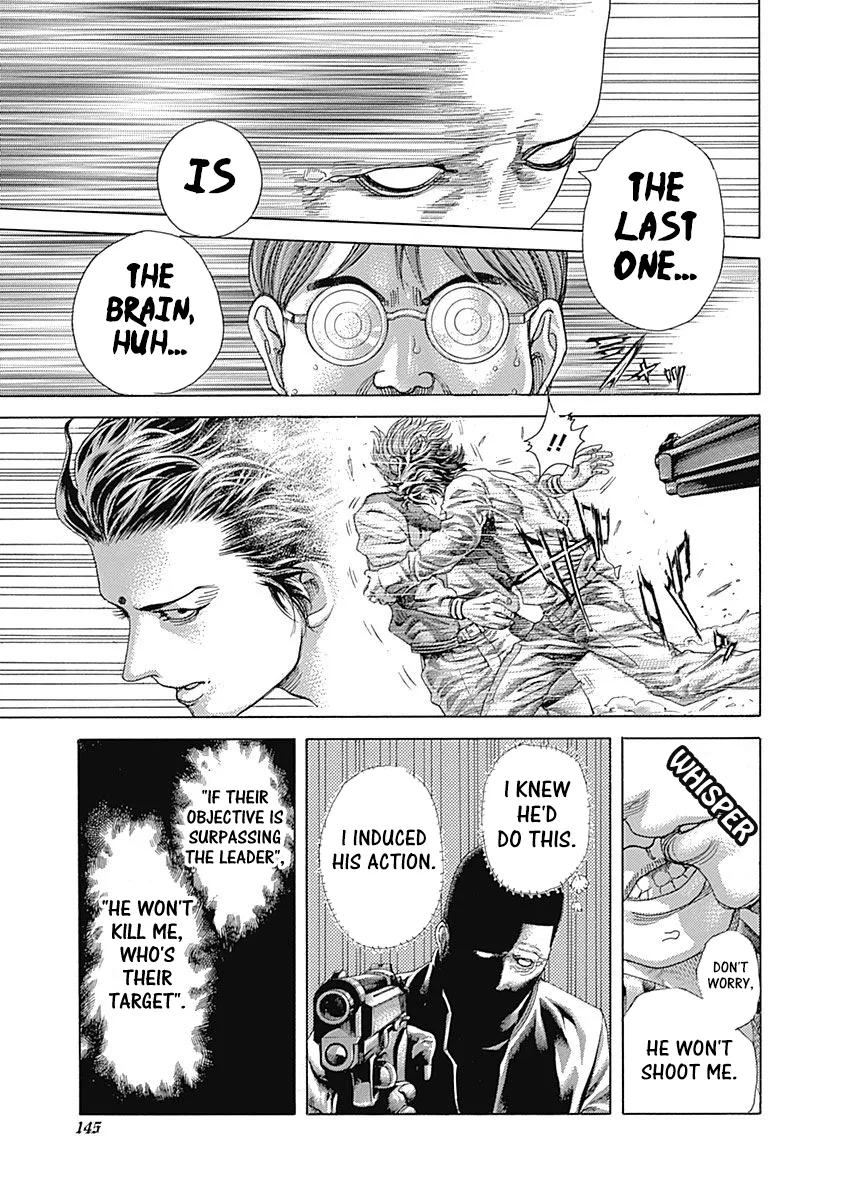 THE
LAST
ONE...
IS
THE
BRAIN,
HUH...
!!
WHISPER
DON'T
WORRY,
HE WON'T
SHOOT ME.
I KNEW
HE'D
DO THIS.
I INDUCED
HIS ACTION.
"IF THEIR
OBJECTIVE IS
SURPASSING
THE LEADER",
"HE WON'T
KILL ME,
WHO'S
THEIR
TARGET".
145